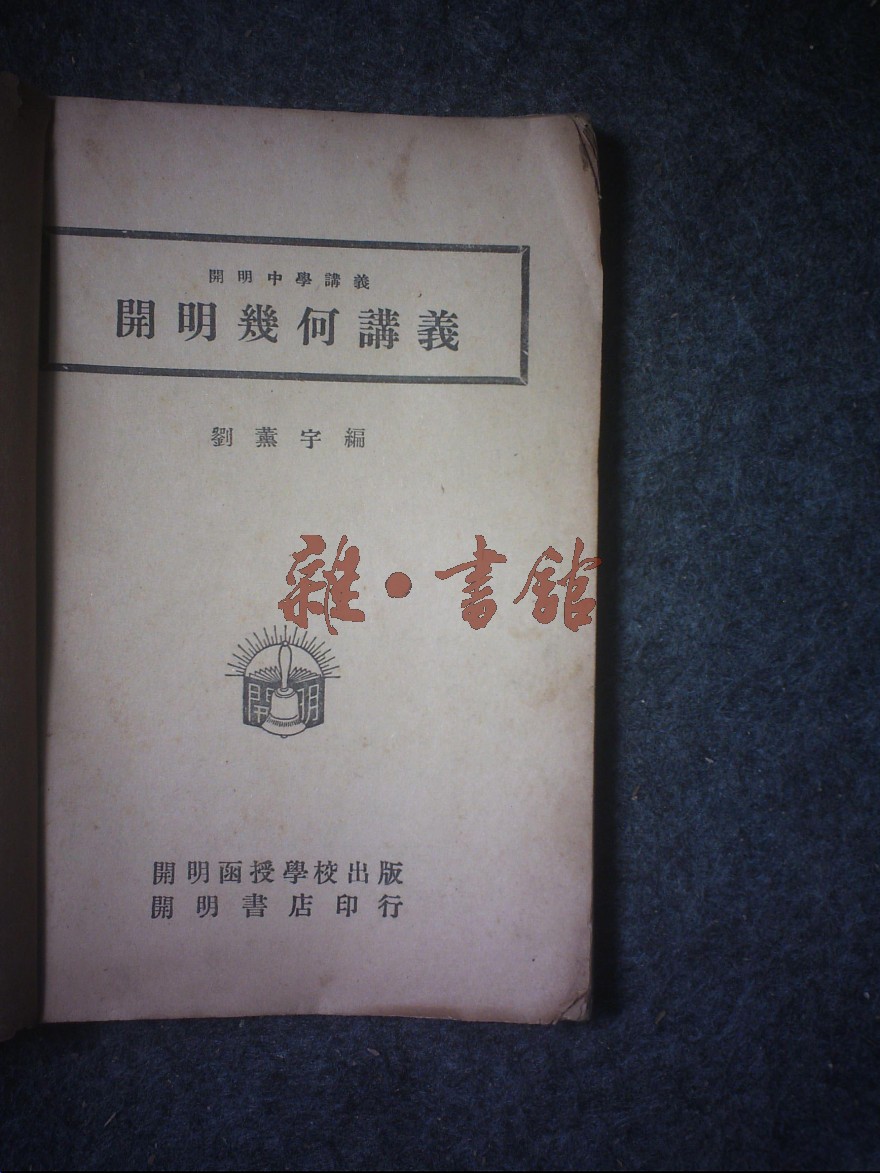 開明中學講義
開明幾何講義
劉薰宇編
雜·書館
開明
開明函授學校出版
開明書店印行